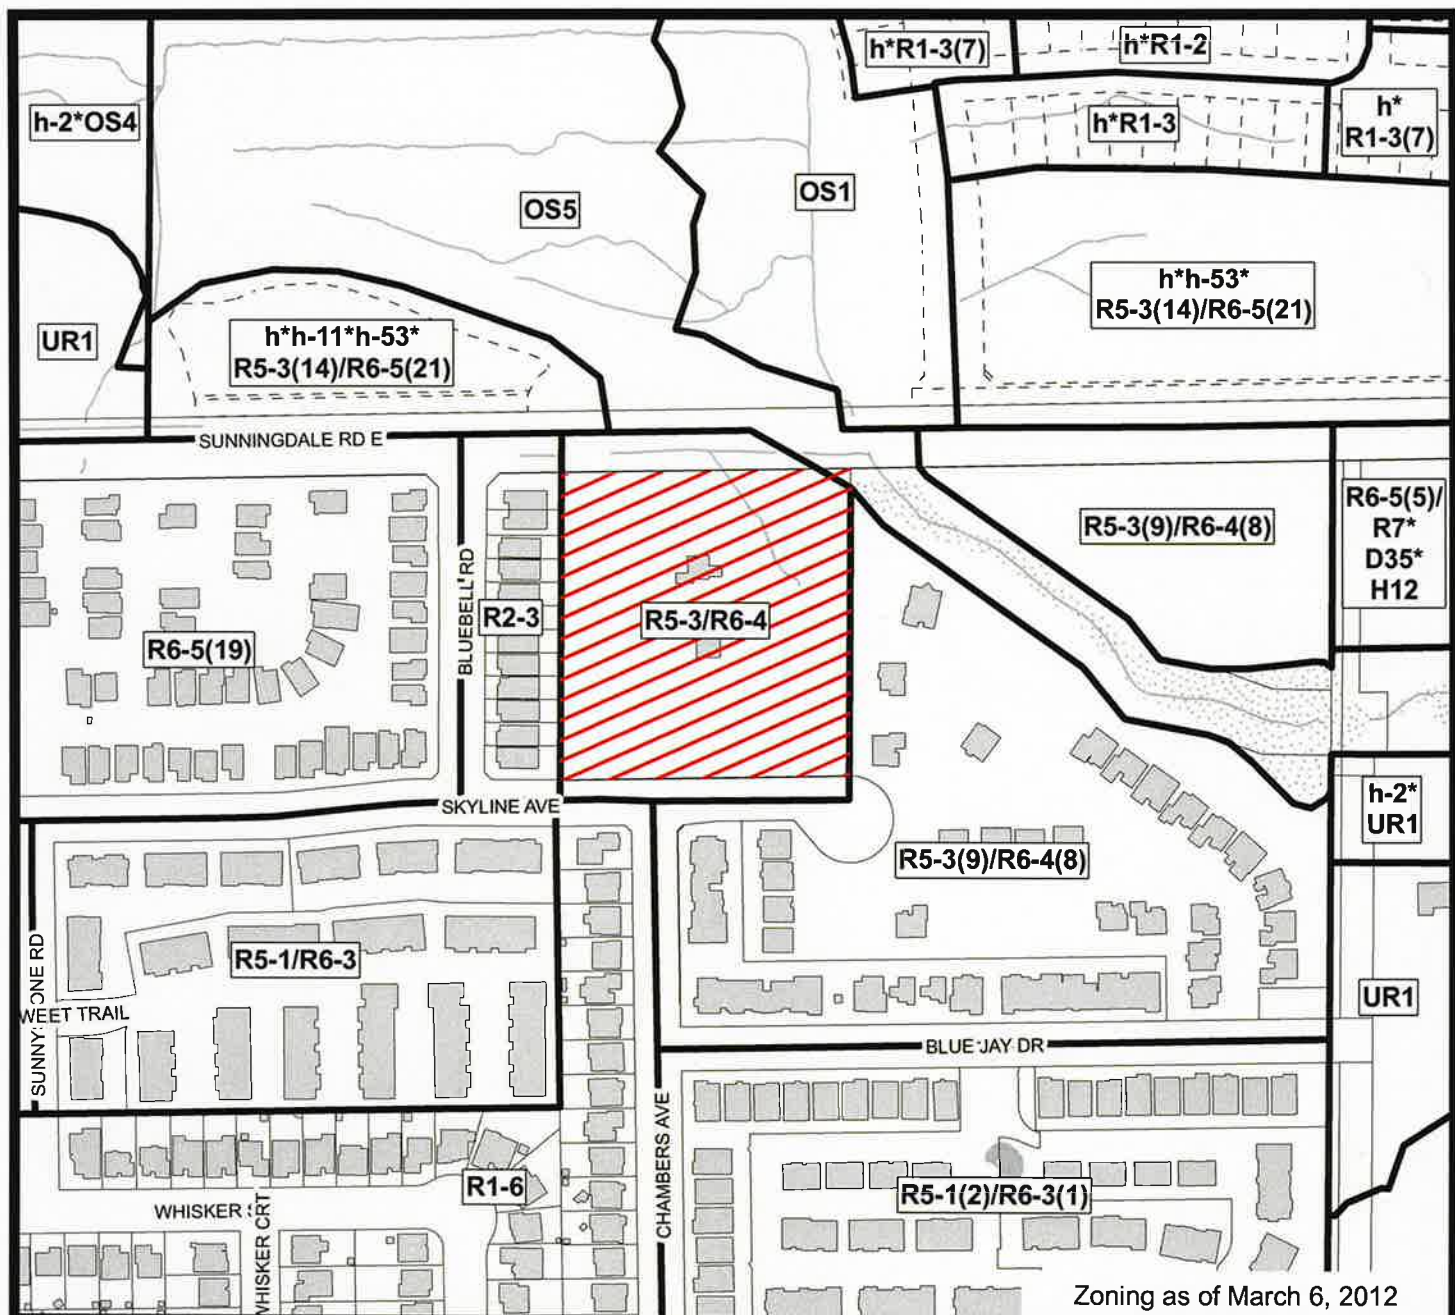 h*R1-3(7)
h*R1-2
h-2*OS4
h*R1-3
h*
R1-3(7)
OS5
OS1
h*h-53*
R5-3(14)/R6-5(21)
UR1
h*h-11*h-53*
R5-3(14)/R6-5(21)
SUNNINGDALE RD E
R5-3(9)/R6-4(8)
R6-5(5)/
R7*
D35*
H12
BLUEBELL RD
R2-3
R5-3/R6-4
R6-5(19)
SKYLINE AVE
h-2*
UR1
R5-3(9)/R6-4(8)
R5-1/R6-3
UR1
WEET TRAIL
BLUE JAY DR
CHAMBERS AVE
R1-6
R5-1(2)/R6-3(1)
WHISKER
WHISKER CRT
Zoning as of March 6, 2012